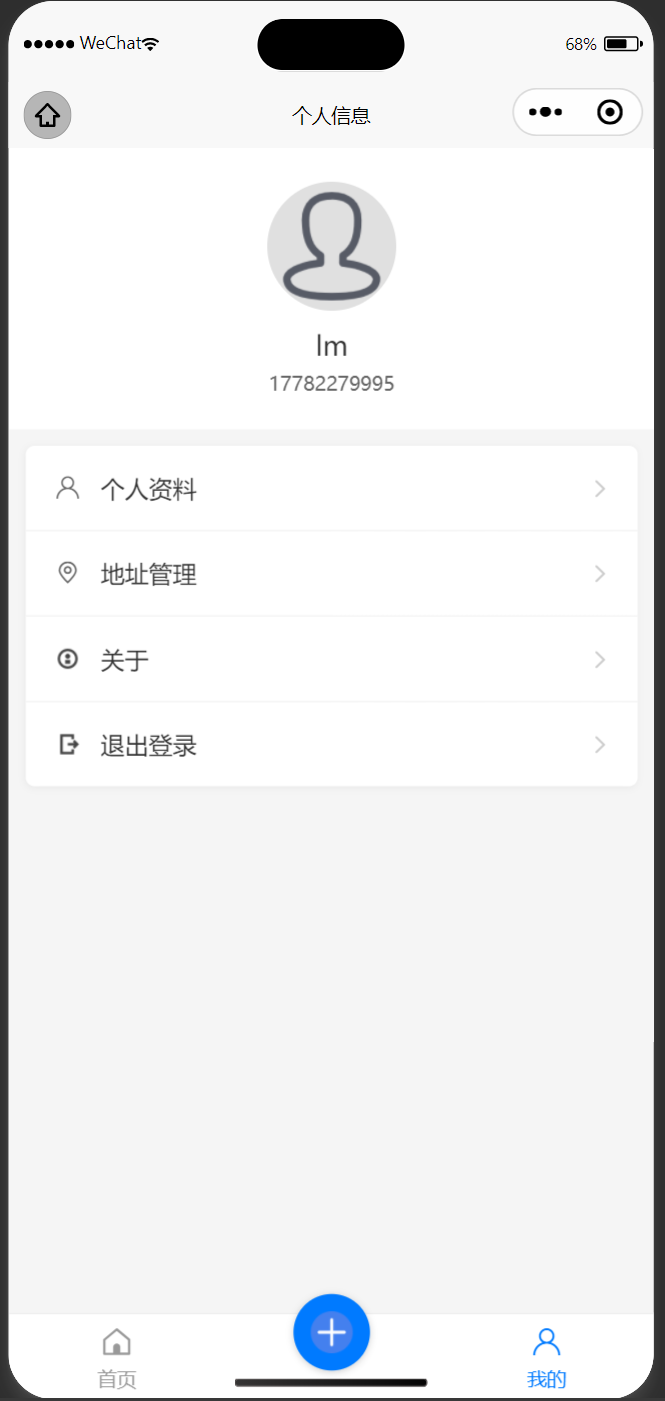 WeChat
68%
个人信息
lm
17782279995
个人资料
地址管理
关于
退出登录
首页
我的